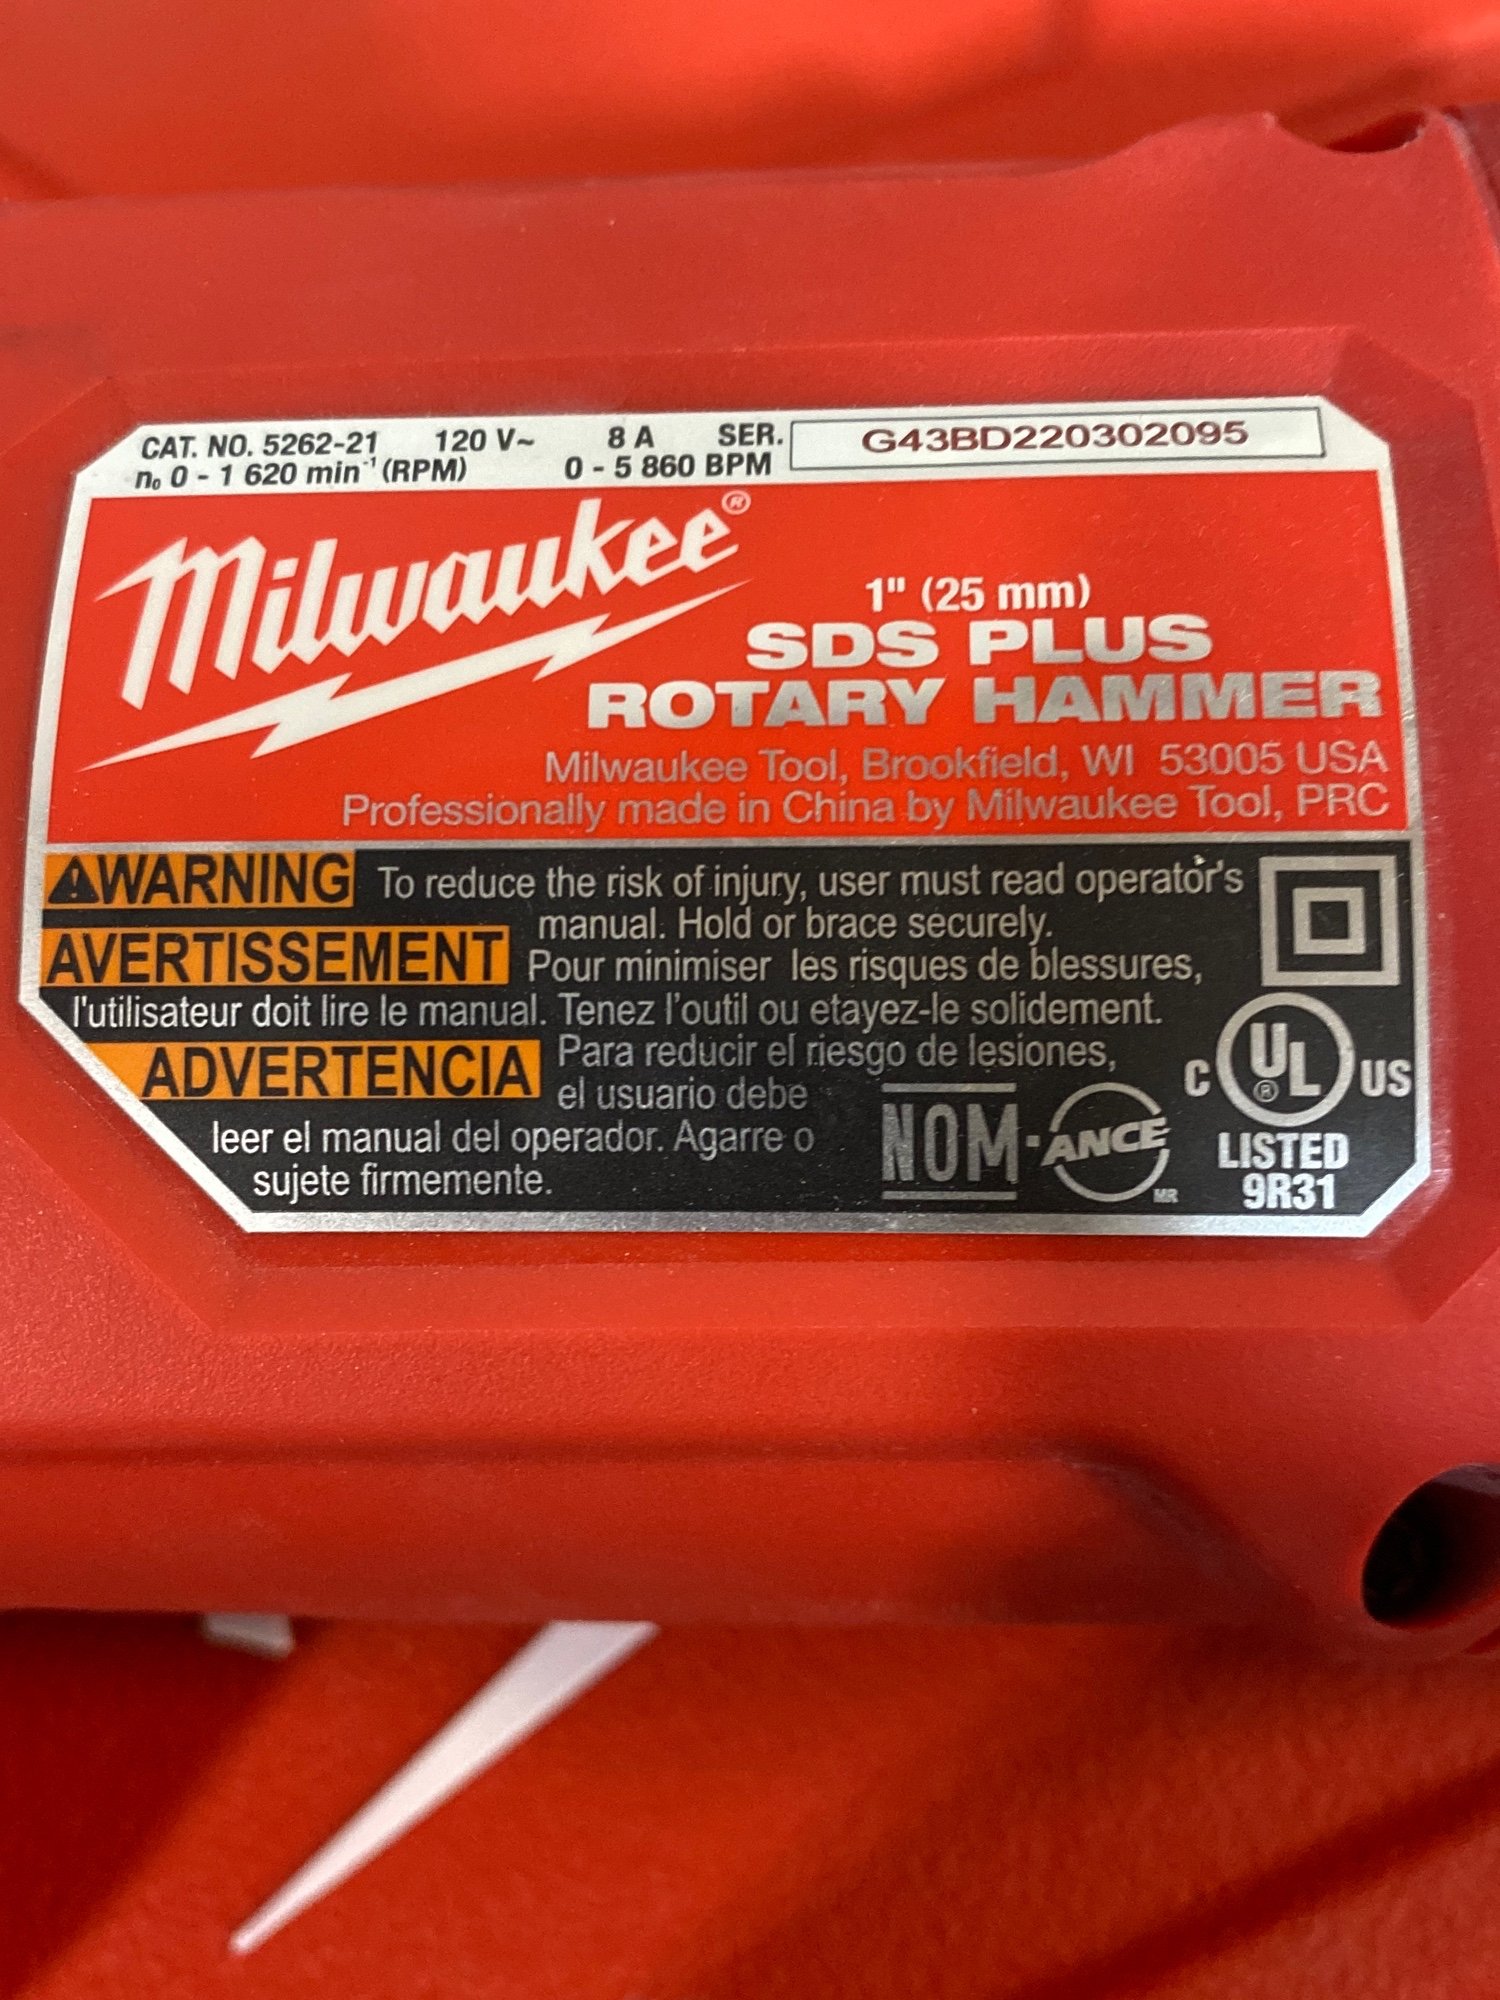 CAT. NO. 5262-21 120 V~ 8 A SER. G43BD220302095
n₀ 0 - 1 620 min⁻¹ (RPM) 0 - 5 860 BPM
Milwaukee®
1" (25 mm)
SDS PLUS
ROTARY HAMMER
Milwaukee Tool, Brookfield, WI 53005 USA
Professionally made in China by Milwaukee Tool, PRC
⚠WARNING To reduce the risk of injury, user must read operator's
manual. Hold or brace securely.
AVERTISSEMENT Pour minimiser les risques de blessures,
l'utilisateur doit lire le manual. Tenez l'outil ou etayez-le solidement.
ADVERTENCIA Para reducir el riesgo de lesiones,
el usuario debe
leer el manual del operador. Agarre o
sujete firmemente.
NOM-ANCE MR
C UL® US
LISTED
9R31